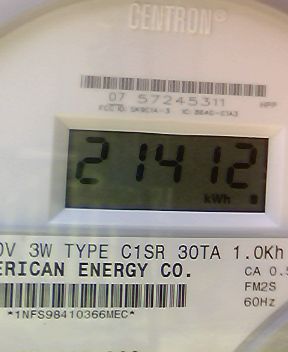 CENTRON®
07 57245311
HPP
21412
kWh
0V 3W TYPE C1SR 30TA 1.0Kh
ERICAN ENERGY CO.
CA 0.5
FM2S
60Hz
*1NFS98410366MEC*